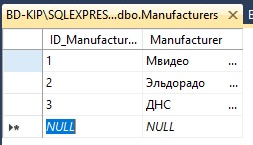 BD-KIP\SQLEXPRES...dbo.Manufacturers
ID_Manufactur... Manufacturer
1 Мвидео ...
2 Эльдорадо ...
3 ДНС ...
NULL NULL